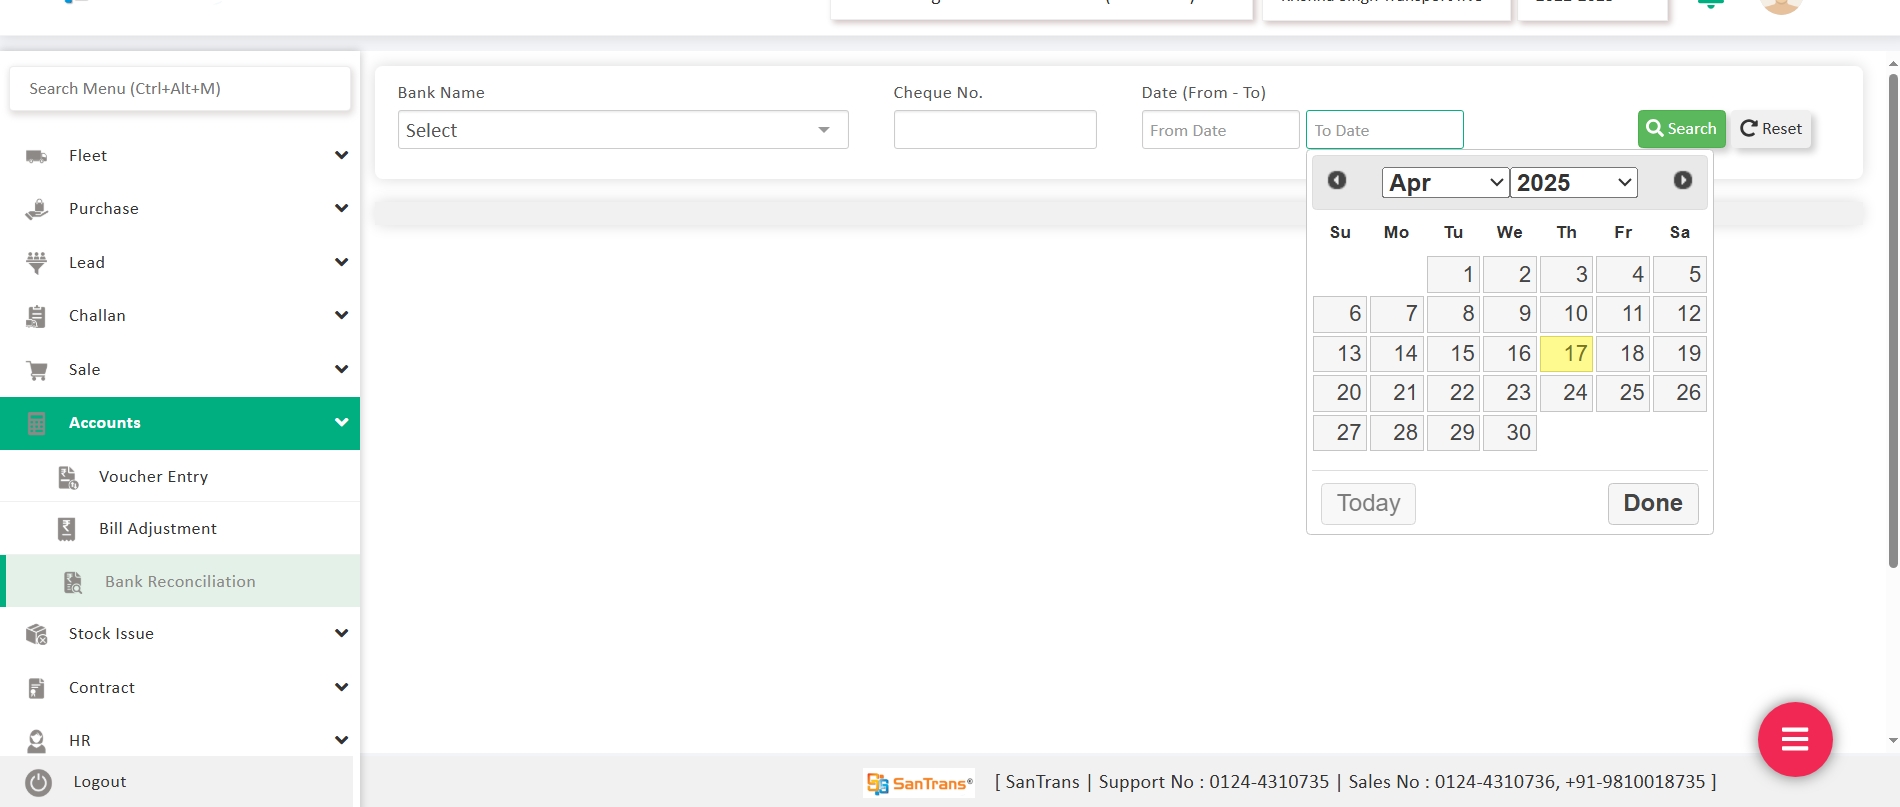 Search Menu (Ctrl+Alt+M)
Fleet
Purchase
Lead
Challan
Sale
Accounts
Voucher Entry
Bill Adjustment
Bank Reconciliation
Stock Issue
Contract
HR
Logout
Bank Name
Select
Cheque No.
Date (From - To)
From Date
To Date
Search
Reset
Apr 2025
Su Mo Tu We Th Fr Sa
1 2 3 4 5
6 7 8 9 10 11 12
13 14 15 16 17 18 19
20 21 22 23 24 25 26
27 28 29 30
Today
Done
SanTrans® [ SanTrans | Support No : 0124-4310735 | Sales No : 0124-4310736, +91-9810018735 ]